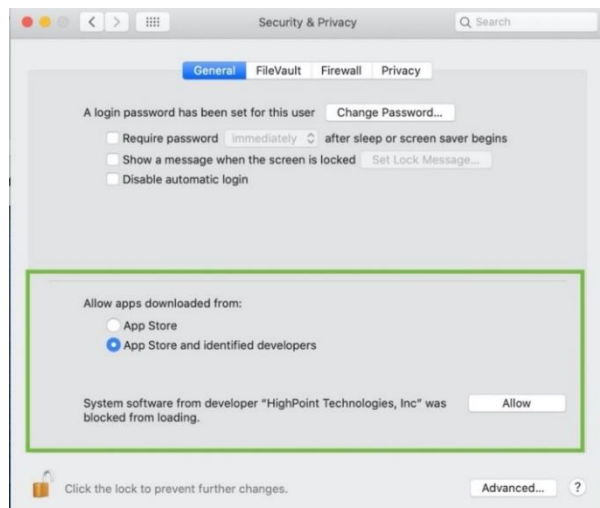 Security & Privacy
Search
General FileVault Firewall Privacy
A login password has been set for this user Change Password...
Require password immediately after sleep or screen saver begins
Show a message when the screen is locked Set Lock Message...
Disable automatic login
Allow apps downloaded from:
App Store
App Store and identified developers
System software from developer "HighPoint Technologies, Inc" was Allow
blocked from loading.
Click the lock to prevent further changes. Advanced... ?